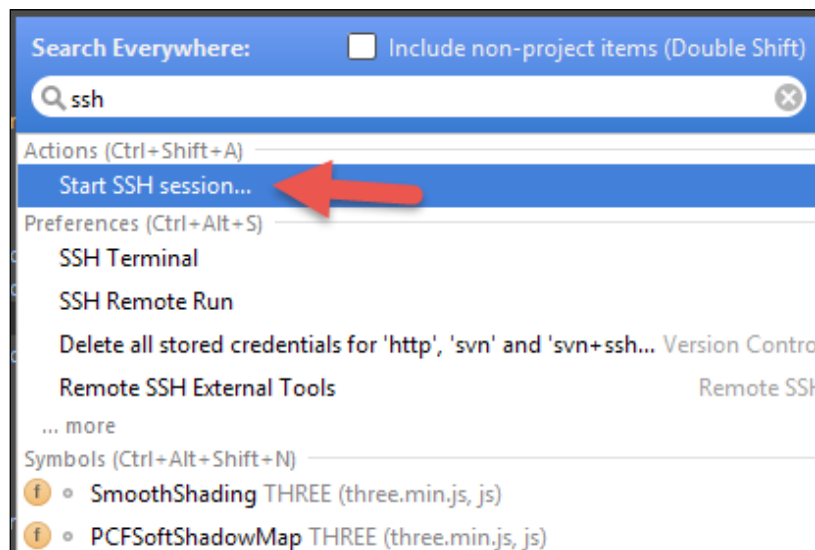 Search Everywhere: Include non-project items (Double Shift)
ssh
Actions (Ctrl+Shift+A)
Start SSH session...
Preferences (Ctrl+Alt+S)
SSH Terminal
SSH Remote Run
Delete all stored credentials for 'http', 'svn' and 'svn+ssh... Version Contro
Remote SSH External Tools Remote SSH
... more
Symbols (Ctrl+Alt+Shift+N)
f SmoothShading THREE (three.min.js, js)
f PCFSoftShadowMap THREE (three.min.js, js)